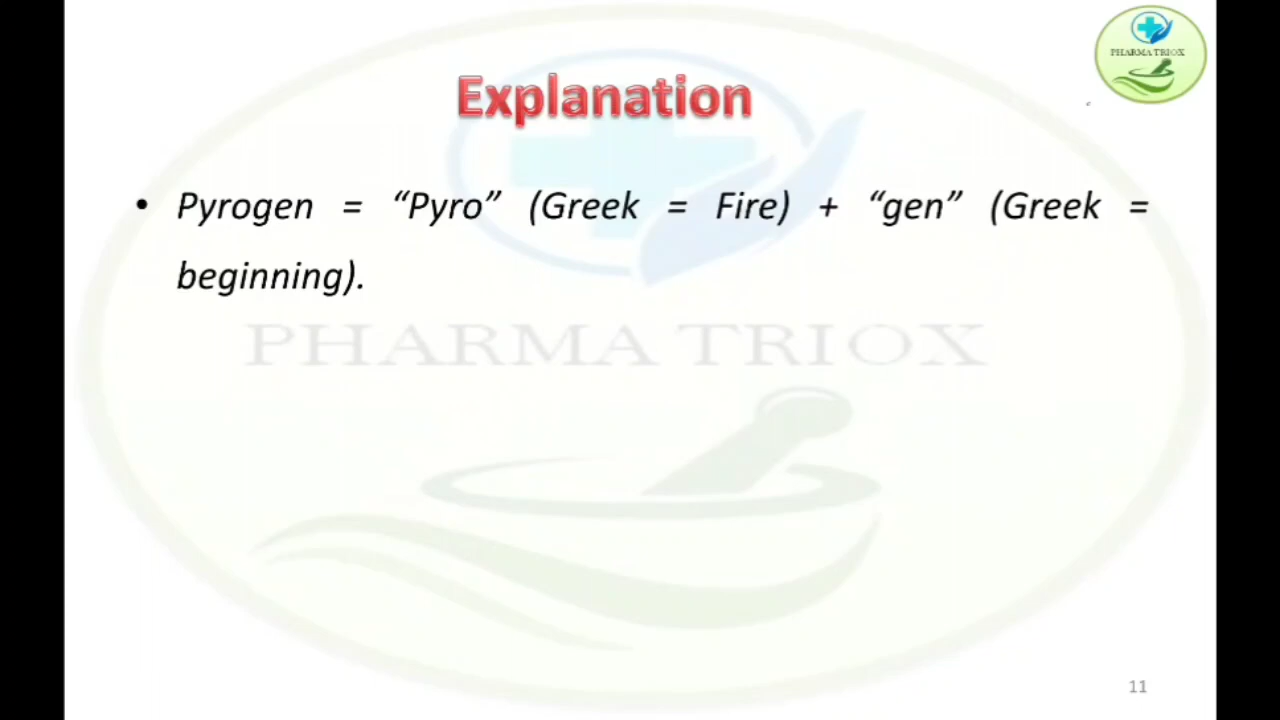 PHARMA TRIOX
Explanation
• Pyrogen = “Pyro” (Greek = Fire) + “gen” (Greek =
beginning).
PHARMA TRIOX
11